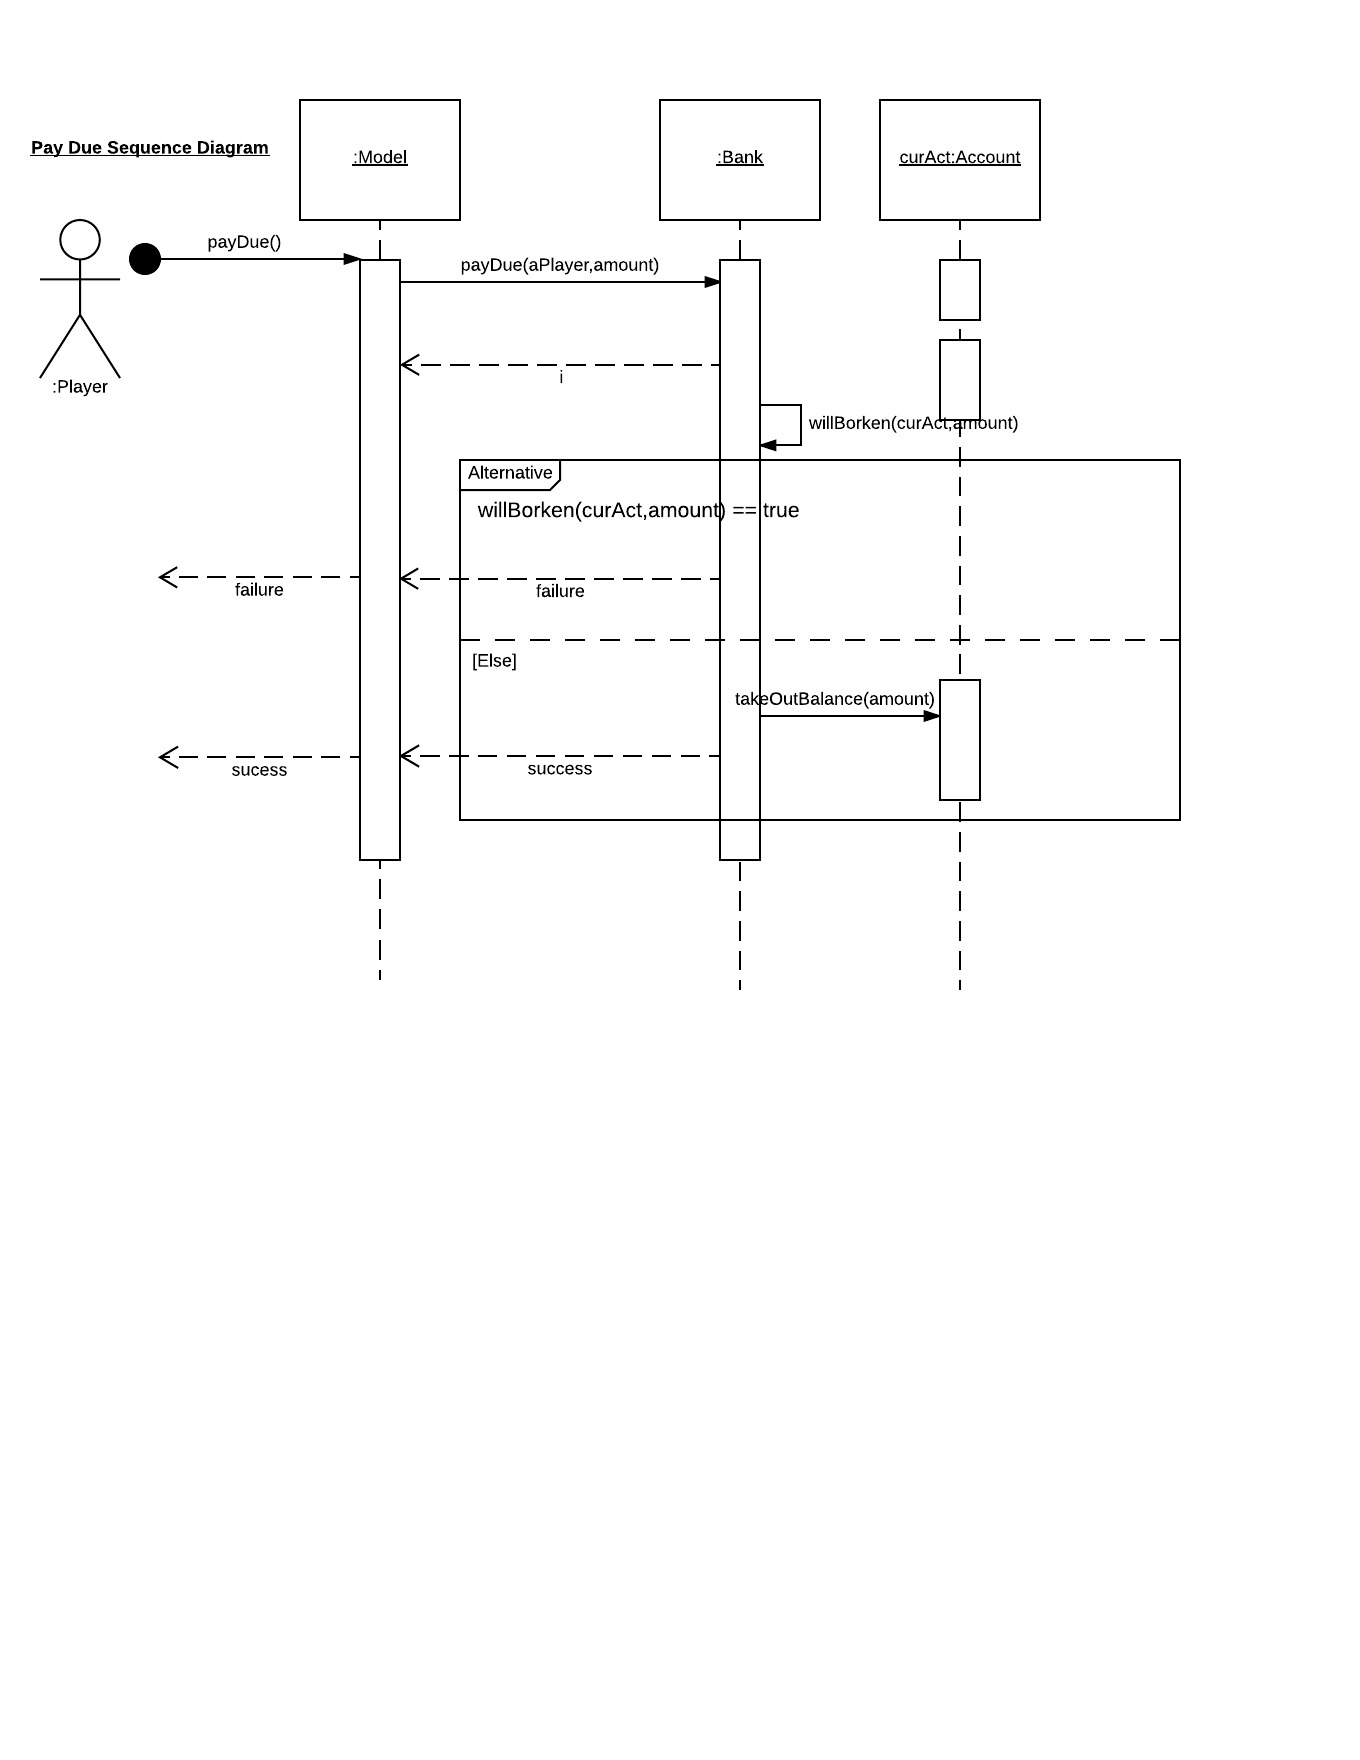 Pay Due Sequence Diagram
:Model
:Bank
curAct:Account
payDue()
payDue(aPlayer,amount)
:Player
i
willBorken(curAct,amount)
Alternative
willBorken(curAct,amount) == true
failure
failure
[Else]
takeOutBalance(amount)
sucess
success